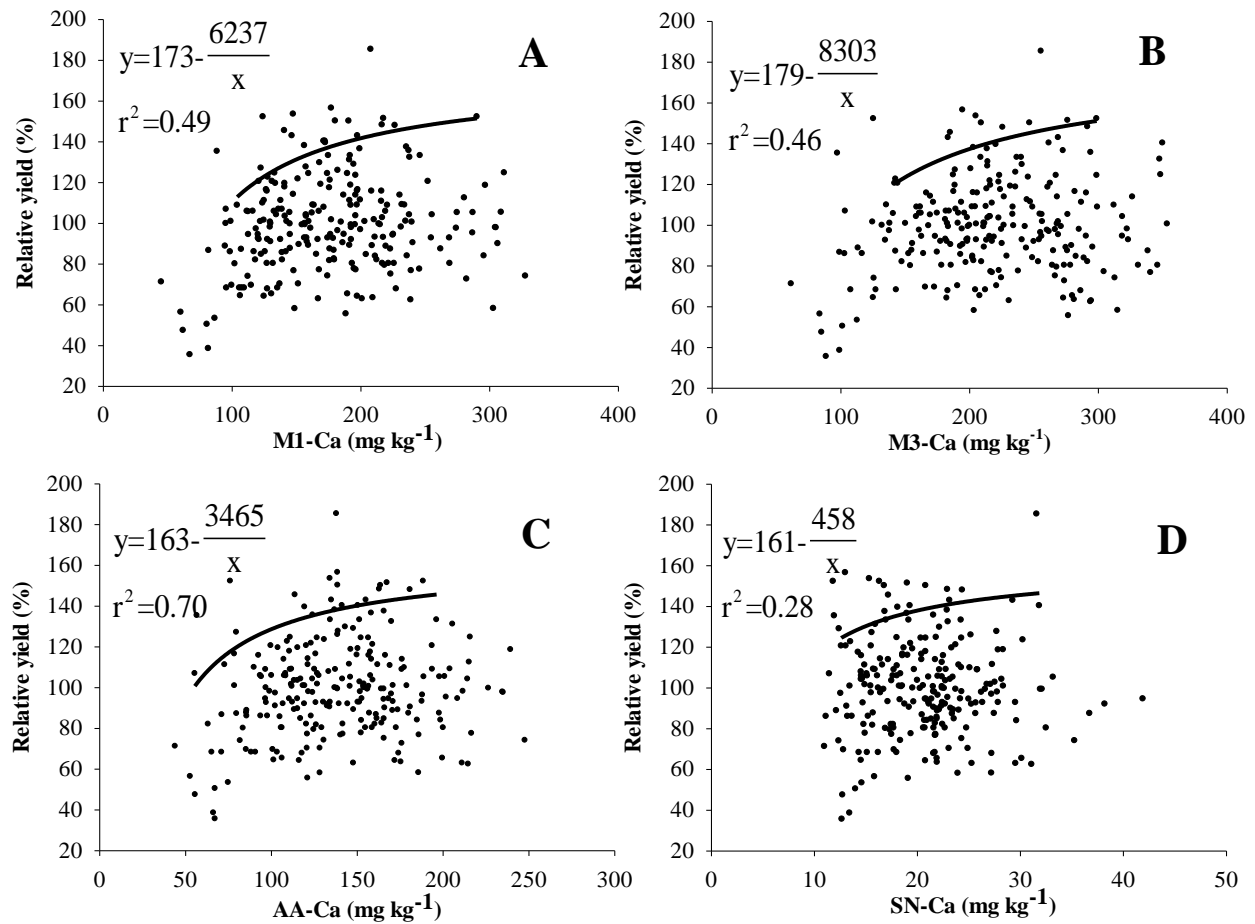 A
y=173-6237/x
r²=0.49
Relative yield (%)
200
180
160
140
120
100
80
60
40
20
0 100 200 300 400
M1-Ca (mg kg⁻¹)
B
y=179-8303/x
r²=0.46
Relative yield (%)
200
180
160
140
120
100
80
60
40
20
0 100 200 300 400
M3-Ca (mg kg⁻¹)
C
y=163-3465/x
r²=0.70
Relative yield (%)
200
180
160
140
120
100
80
60
40
20
0 50 100 150 200 250 300
AA-Ca (mg kg⁻¹)
D
y=161-458/x
r²=0.28
Relative yield (%)
200
180
160
140
120
100
80
60
40
20
0 10 20 30 40 50
SN-Ca (mg kg⁻¹)